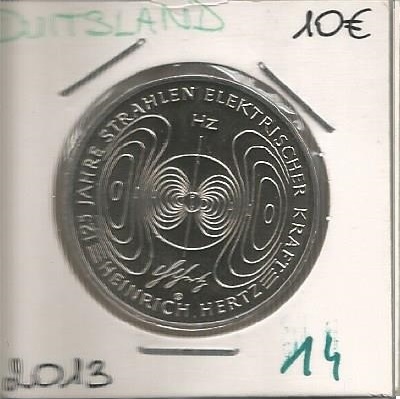 DUITSLAND
10€
125 JAHRE STRAHLEN ELEKTRISCHER KRAFT
HZ
HEINRICH HERTZ
2013
14